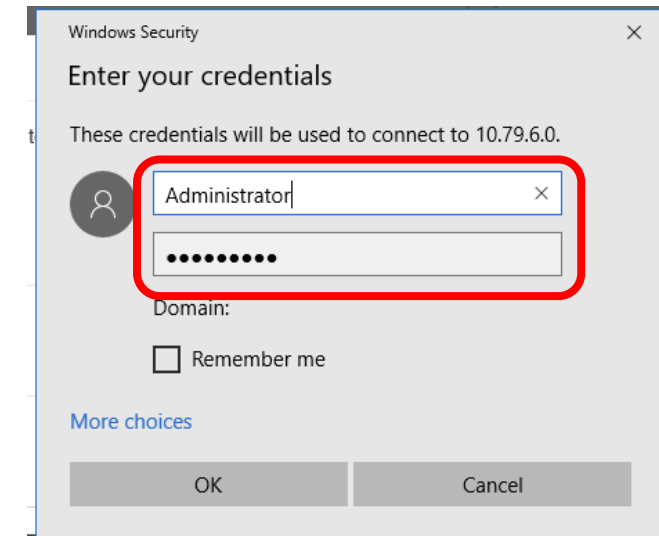 Windows Security
Enter your credentials
These credentials will be used to connect to 10.79.6.0.
Administrator
•••••••••
Domain:
Remember me
More choices
OK Cancel